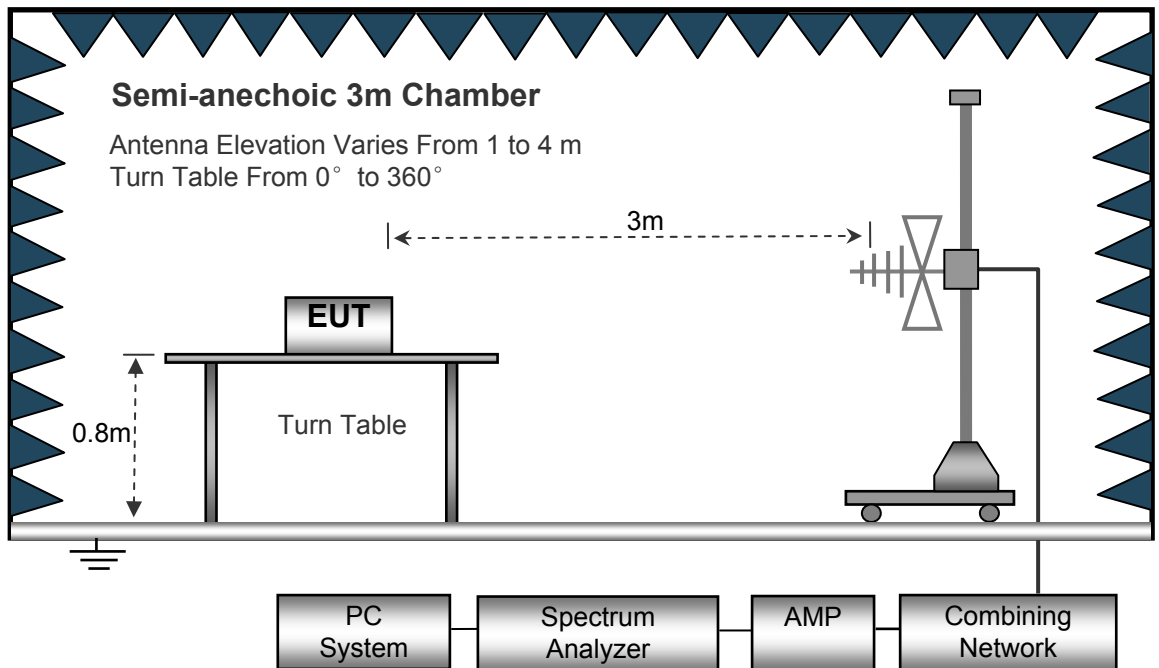 Semi-anechoic 3m Chamber
Antenna Elevation Varies From 1 to 4 m
Turn Table From 0° to 360°
3m
EUT
0.8m
Turn Table
PC
System
Spectrum
Analyzer
AMP
Combining
Network